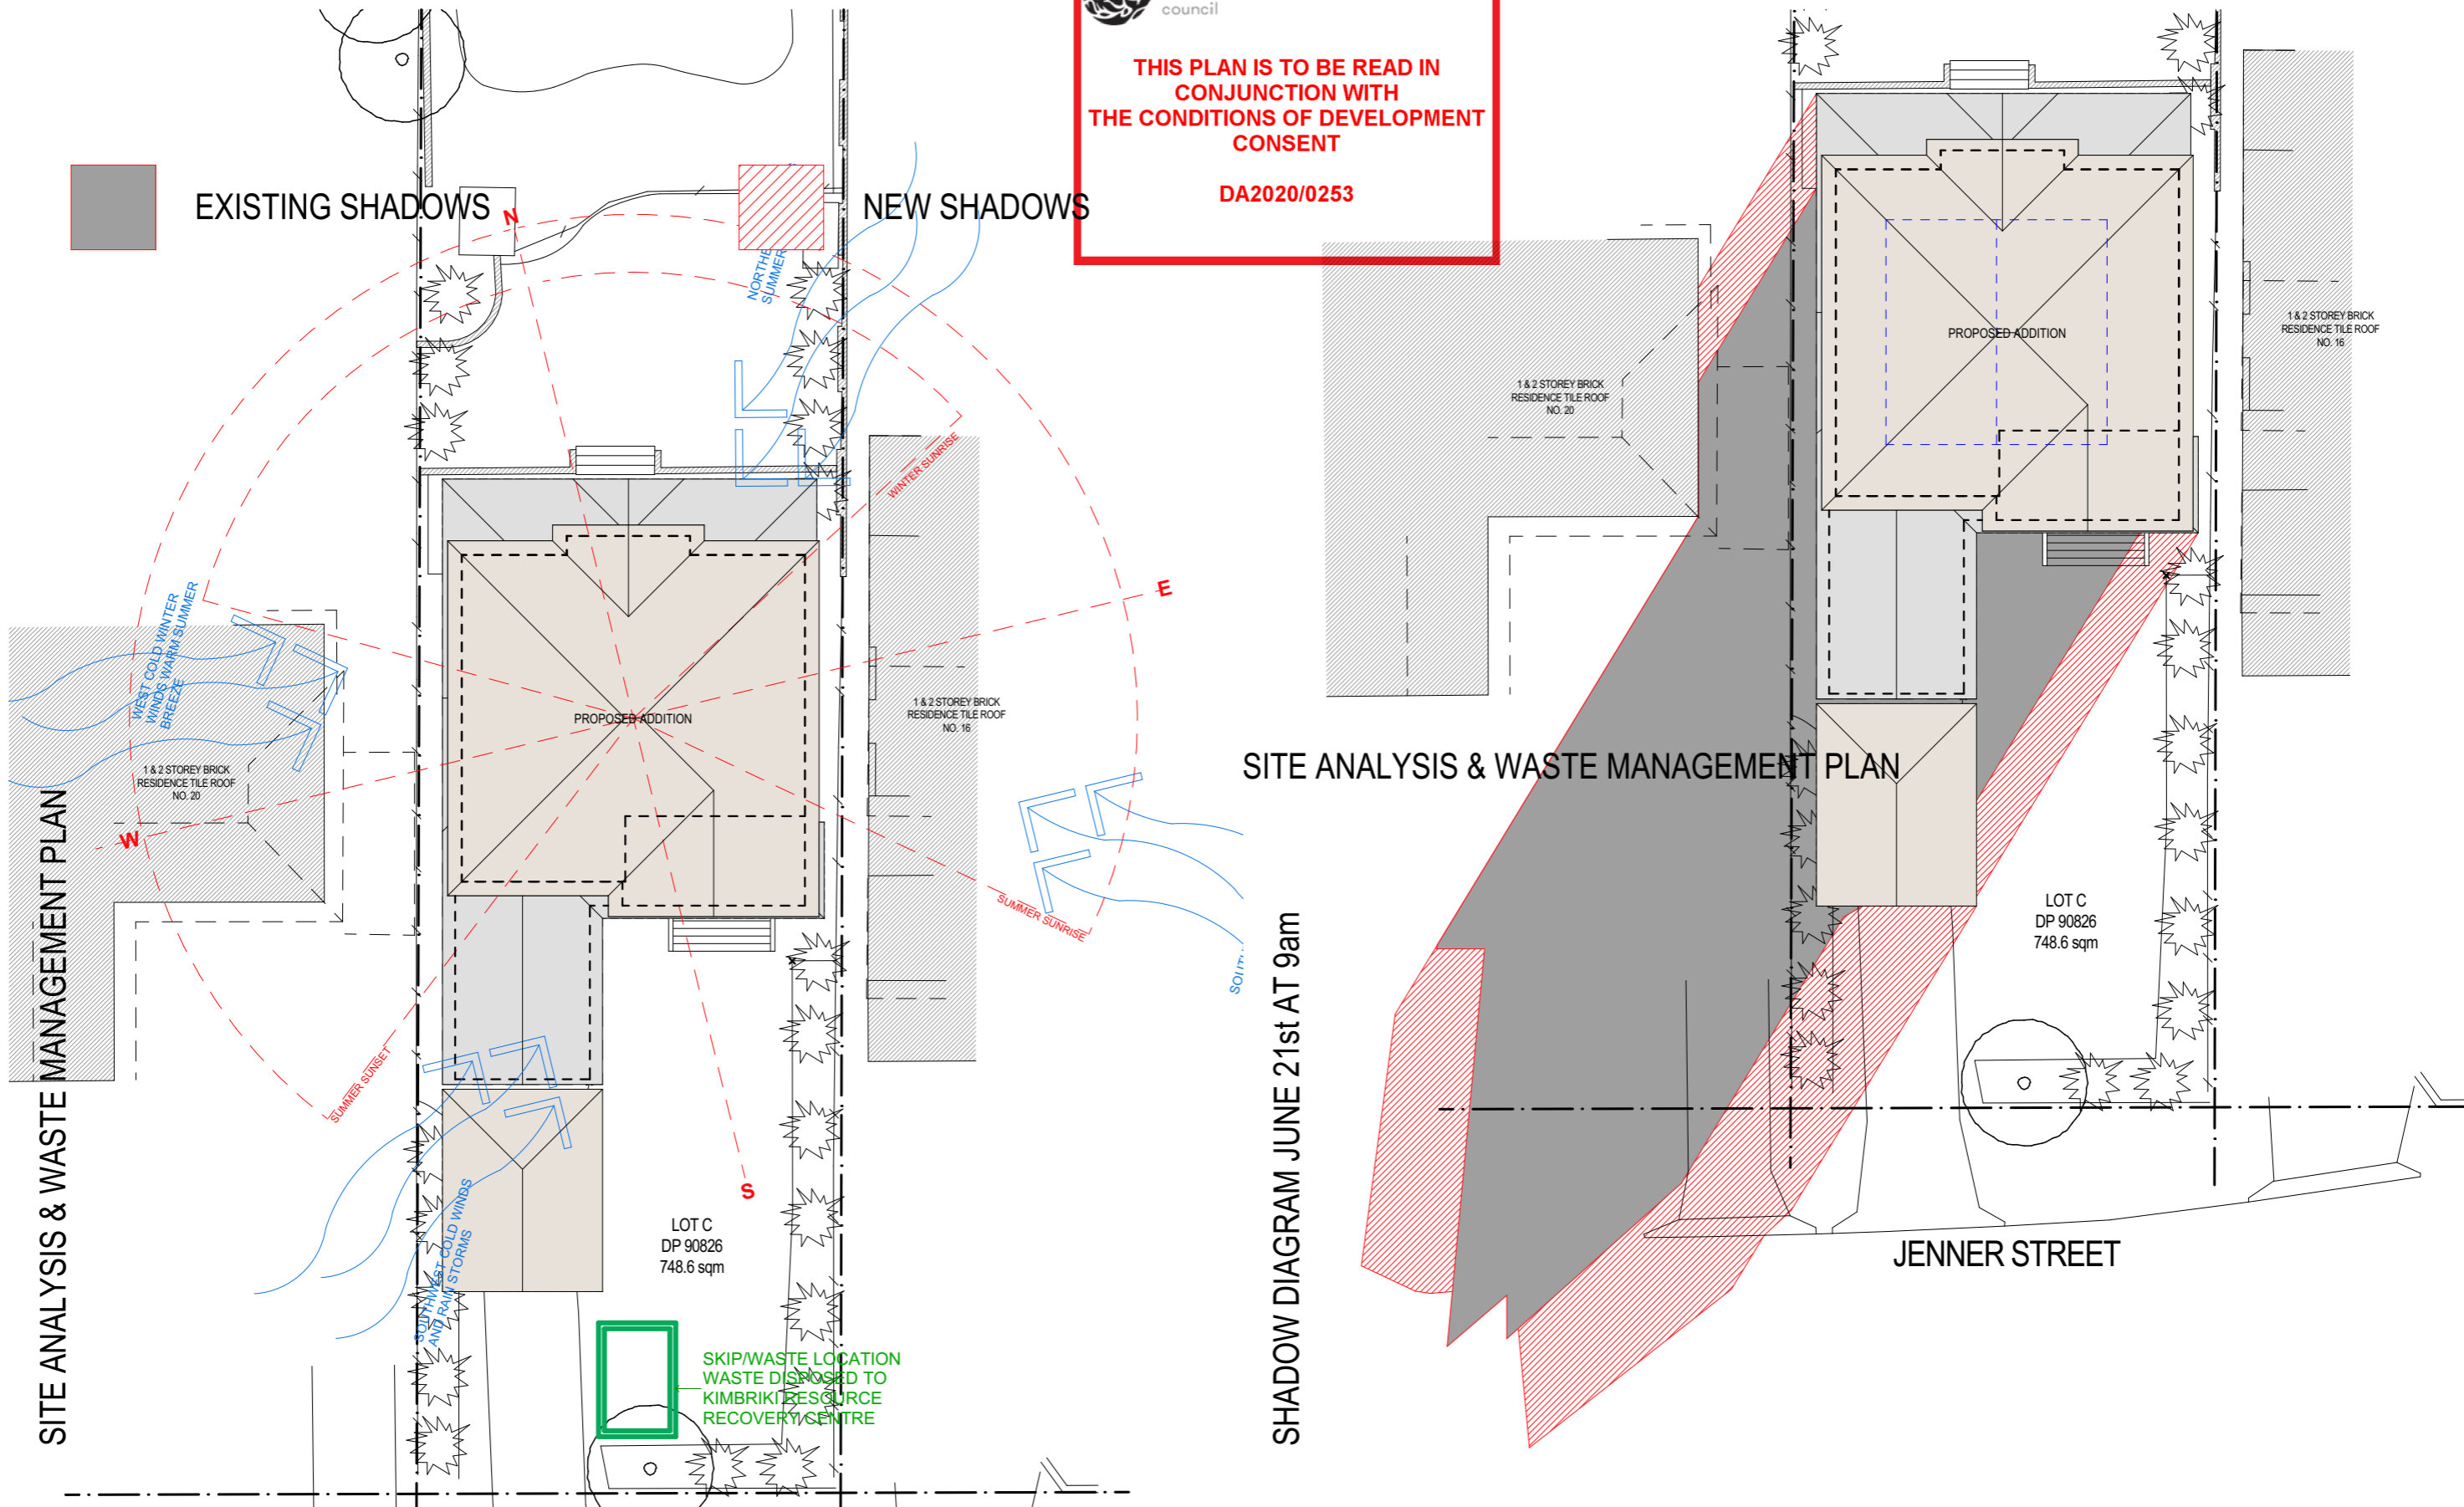 council
THIS PLAN IS TO BE READ IN
CONJUNCTION WITH
THE CONDITIONS OF DEVELOPMENT
CONSENT
DA2020/0253
EXISTING SHADOWS
NEW SHADOWS
N
SUMMER
WINTER SUNRISE
E
WEST COLD WINTER
WINDS WARM SUMMER
BREEZE
PROPOSED ADDITION
1 & 2 STOREY BRICK
RESIDENCE TILE ROOF
NO. 16
1 & 2 STOREY BRICK
RESIDENCE TILE ROOF
NO. 20
W
SUMMER SUNRISE
SUMMER SUNSET
S
SOUTHWEST COLD WINDS
AND RAIN STORMS
LOT C
DP 90826
748.6 sqm
SKIP/WASTE LOCATION
WASTE DISPOSED TO
KIMBRIKI RESOURCE
RECOVERY CENTRE
SITE ANALYSIS & WASTE MANAGEMENT PLAN
PROPOSED ADDITION
1 & 2 STOREY BRICK
RESIDENCE TILE ROOF
NO. 16
1 & 2 STOREY BRICK
RESIDENCE TILE ROOF
NO. 20
SITE ANALYSIS & WASTE MANAGEMENT PLAN
LOT C
DP 90826
748.6 sqm
JENNER STREET
SHADOW DIAGRAM JUNE 21st AT 9am